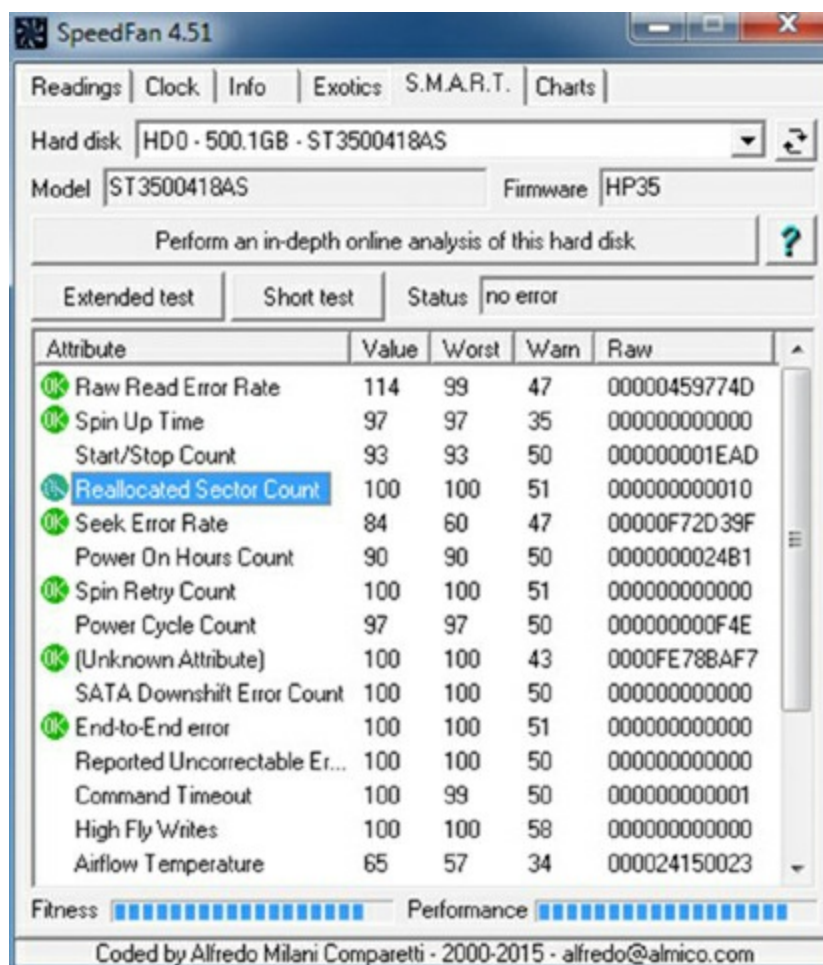 SpeedFan 4.51
Readings Clock Info Exotics S.M.A.R.T. Charts
Hard disk HD0 - 500.1GB - ST3500418AS
Model ST3500418AS Firmware HP35
Perform an in-depth online analysis of this hard disk ?
Extended test Short test Status no error
Attribute Value Worst Warn Raw
OK Raw Read Error Rate 114 99 47 00000459774D
OK Spin Up Time 97 97 35 000000000000
Start/Stop Count 93 93 50 000000001EAD
OK Reallocated Sector Count 100 100 51 000000000010
OK Seek Error Rate 84 60 47 00000F72D39F
Power On Hours Count 90 90 50 0000000024B1
OK Spin Retry Count 100 100 51 000000000000
Power Cycle Count 97 97 50 000000000F4E
OK (Unknown Attribute) 100 100 43 0000FE78BAF7
SATA Downshift Error Count 100 100 50 000000000000
OK End-to-End error 100 100 51 000000000000
Reported Uncorrectable Er... 100 100 50 000000000000
Command Timeout 100 99 50 000000000001
High Fly Writes 100 100 58 000000000000
Airflow Temperature 65 57 34 000024150023
Fitness Performance
Coded by Alfredo Milani Comparetti - 2000-2015 - alfredo@almico.com